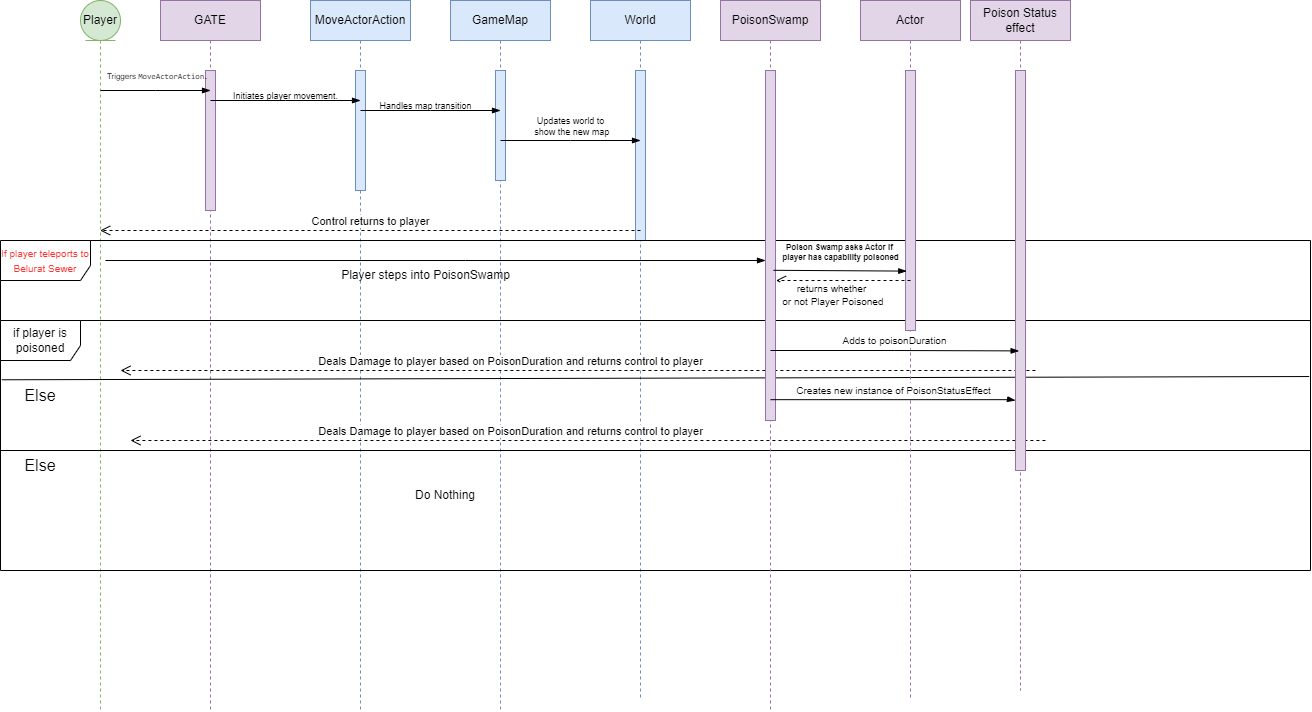 Player
GATE
MoveActorAction
GameMap
World
PoisonSwamp
Actor
Poison Status
effect
Triggers MoveActorAction.
Initiates player movement.
Handles map transition
Updates world to
show the new map
Control returns to player
If player teleports to
Belurat Sewer
Player steps into PoisonSwamp
Poison Swamp asks Actor if
player has capability poisoned
returns whether
or not Player Poisoned
if player is
poisoned
Adds to poisonDuration
Deals Damage to player based on PoisonDuration and returns control to player
Else
Creates new instance of PoisonStatusEffect
Deals Damage to player based on PoisonDuration and returns control to player
Else
Do Nothing